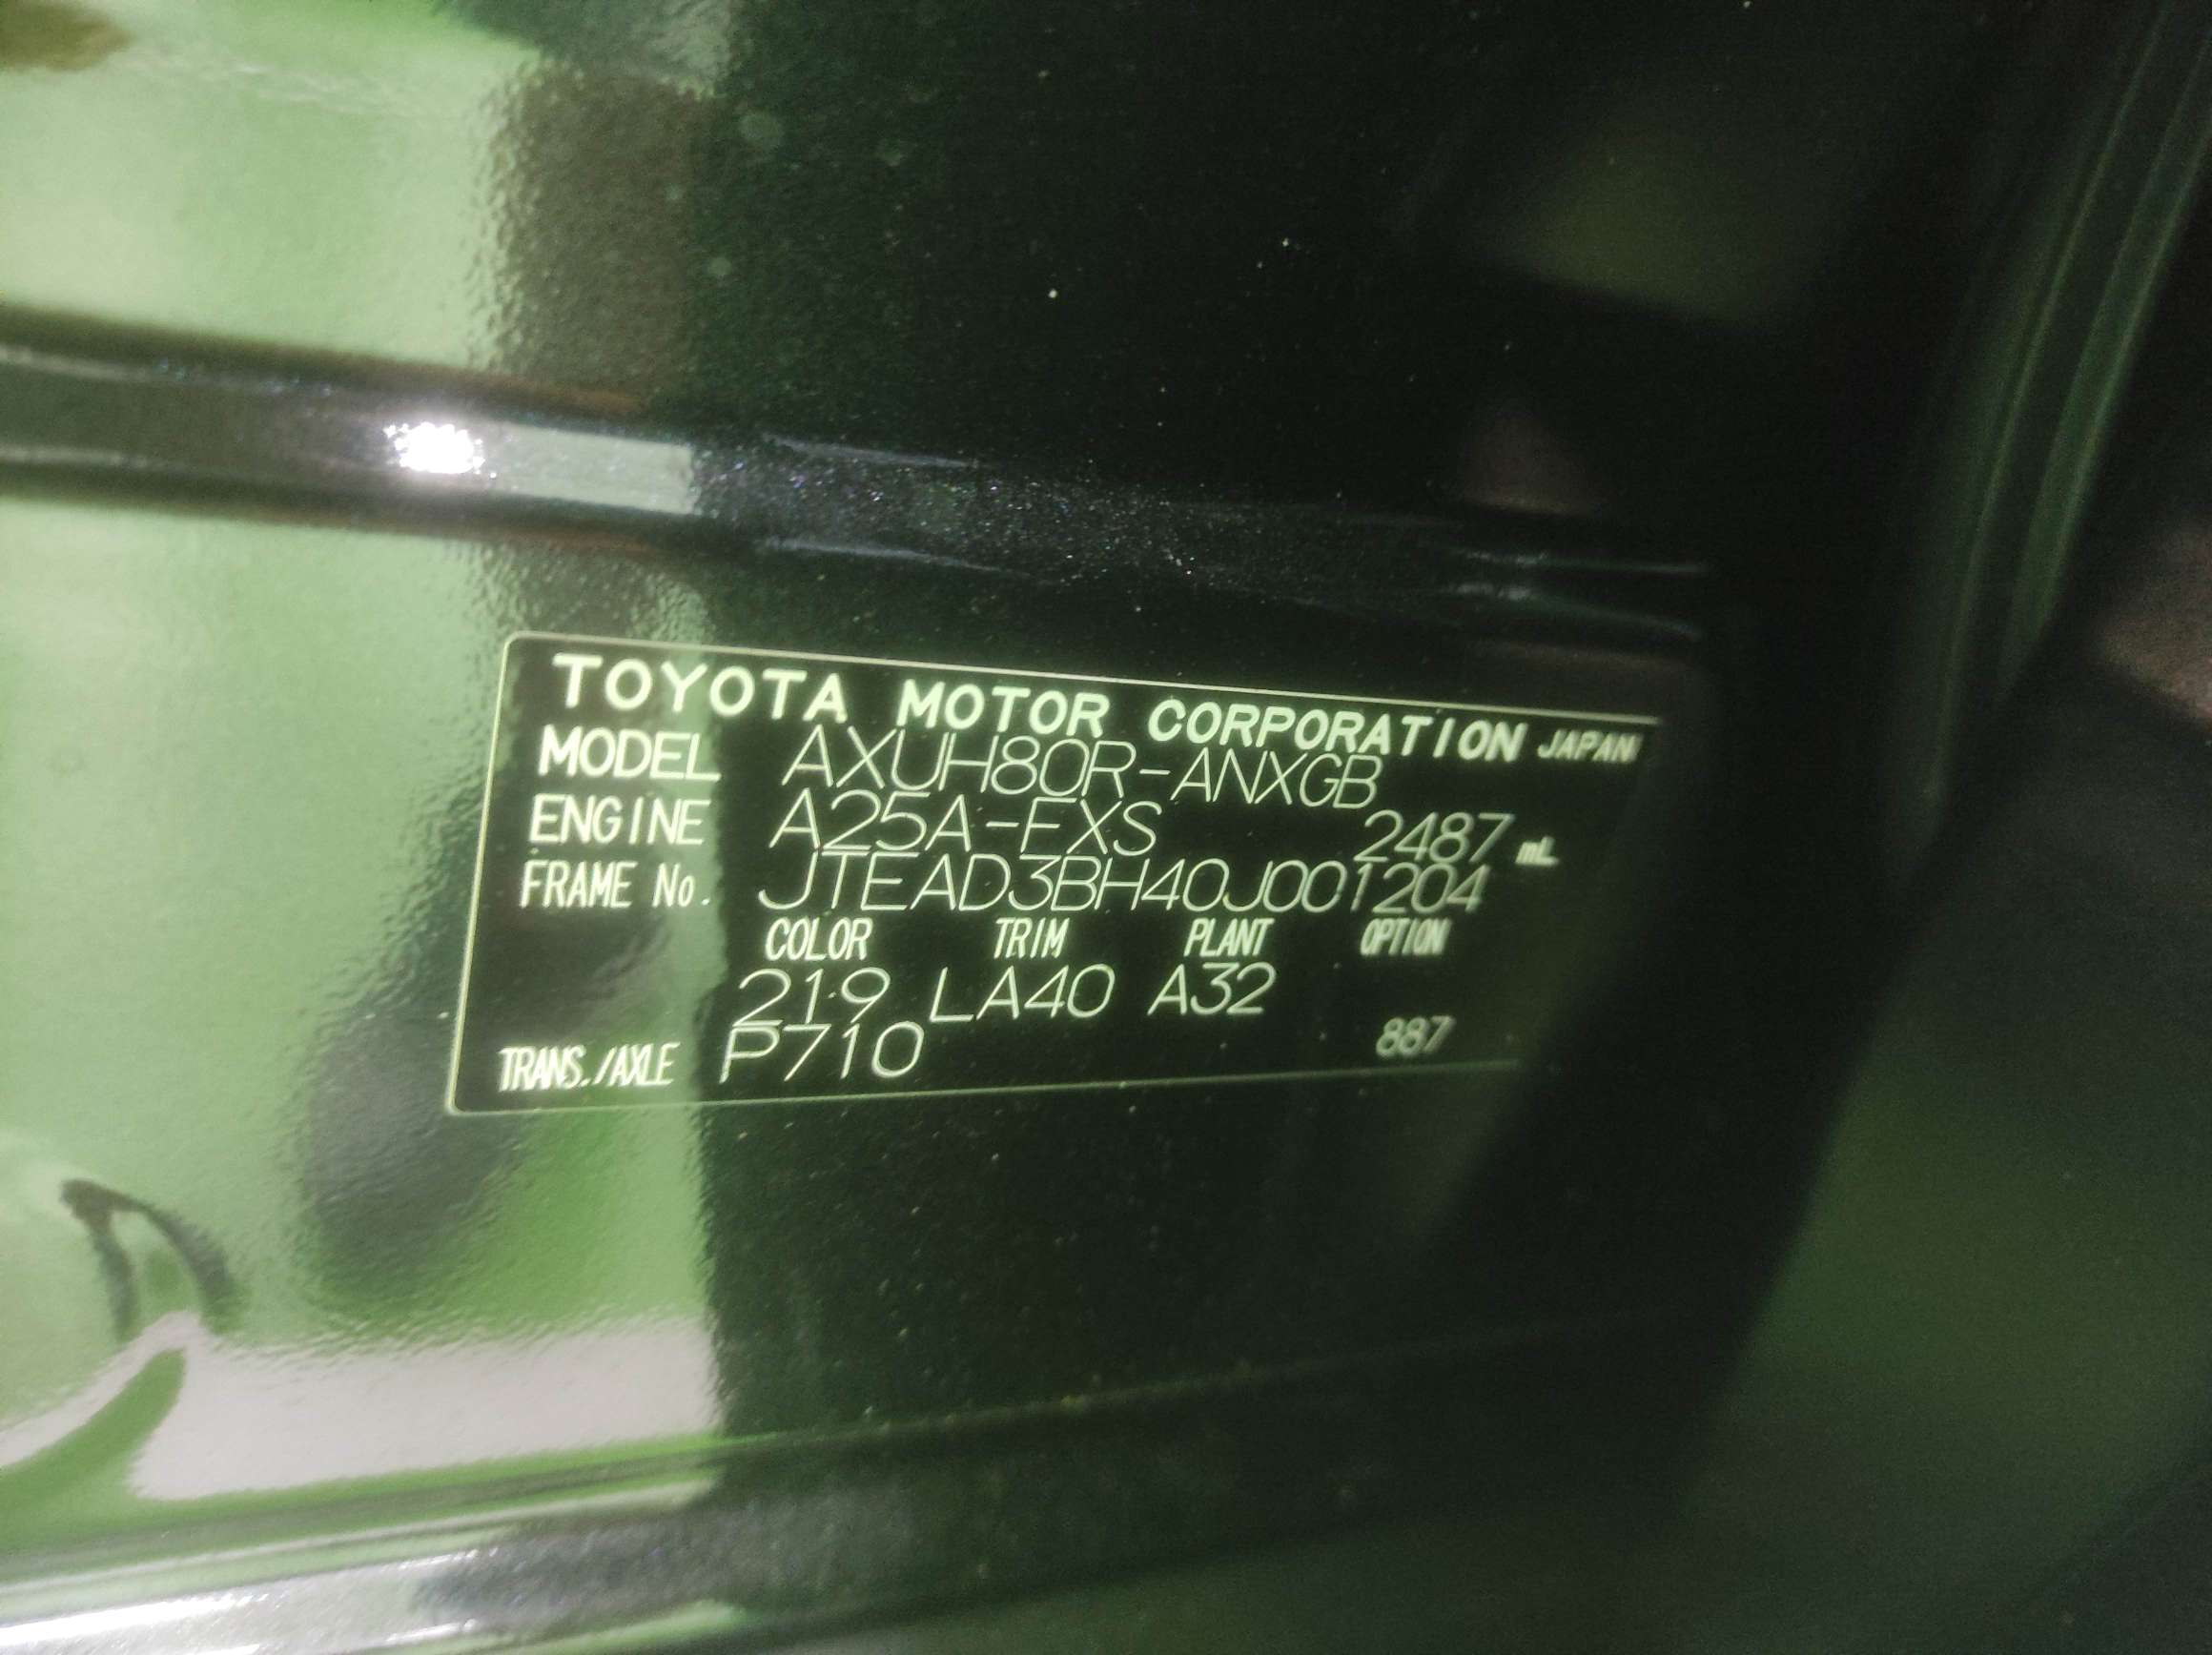 TOYOTA MOTOR CORPORATION JAPAN
MODEL AXUH80R-ANXGB
ENGINE A25A-FXS 2487 mL
FRAME No. JTEAD3BH40J001204
COLOR TRIM PLANT OPTION
219 LA40 A32
TRANS./AXLE P710 887